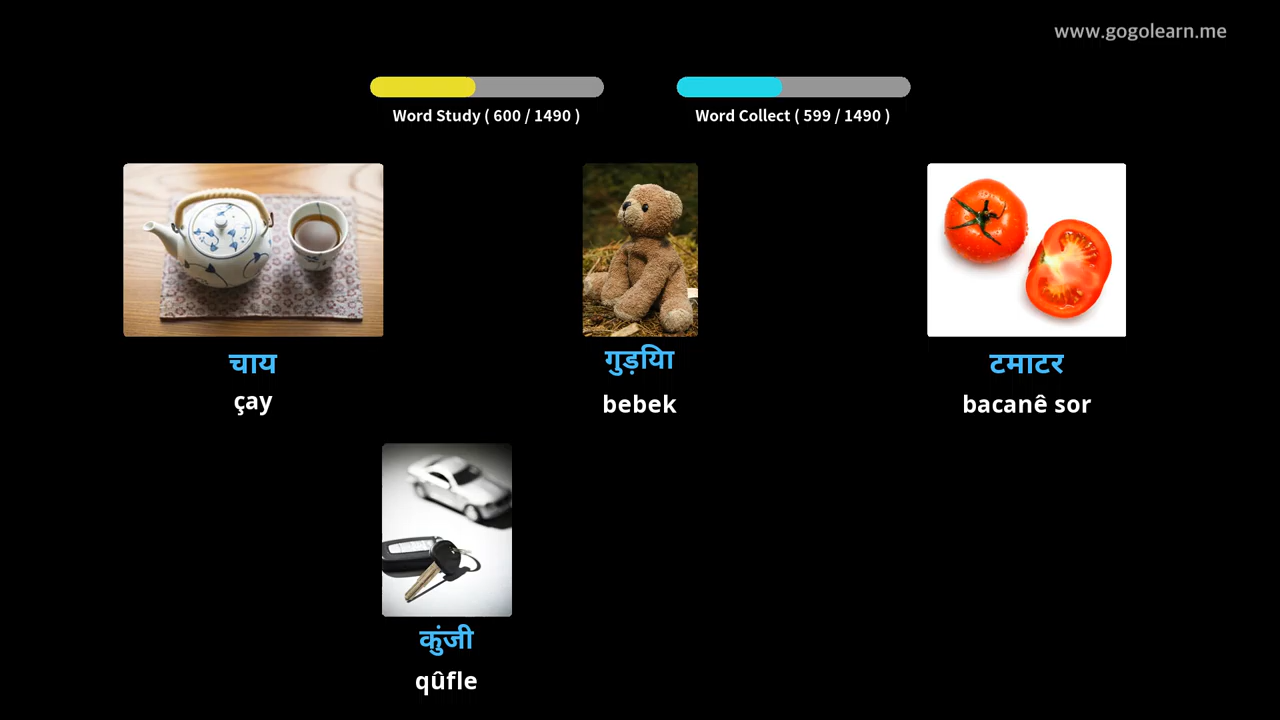 www.gogolearn.me
Word Study ( 600 / 1490 )
Word Collect ( 599 / 1490 )
चाय
çay
गुड़िया
bebek
टमाटर
bacanê sor
कुंजी
qûfle